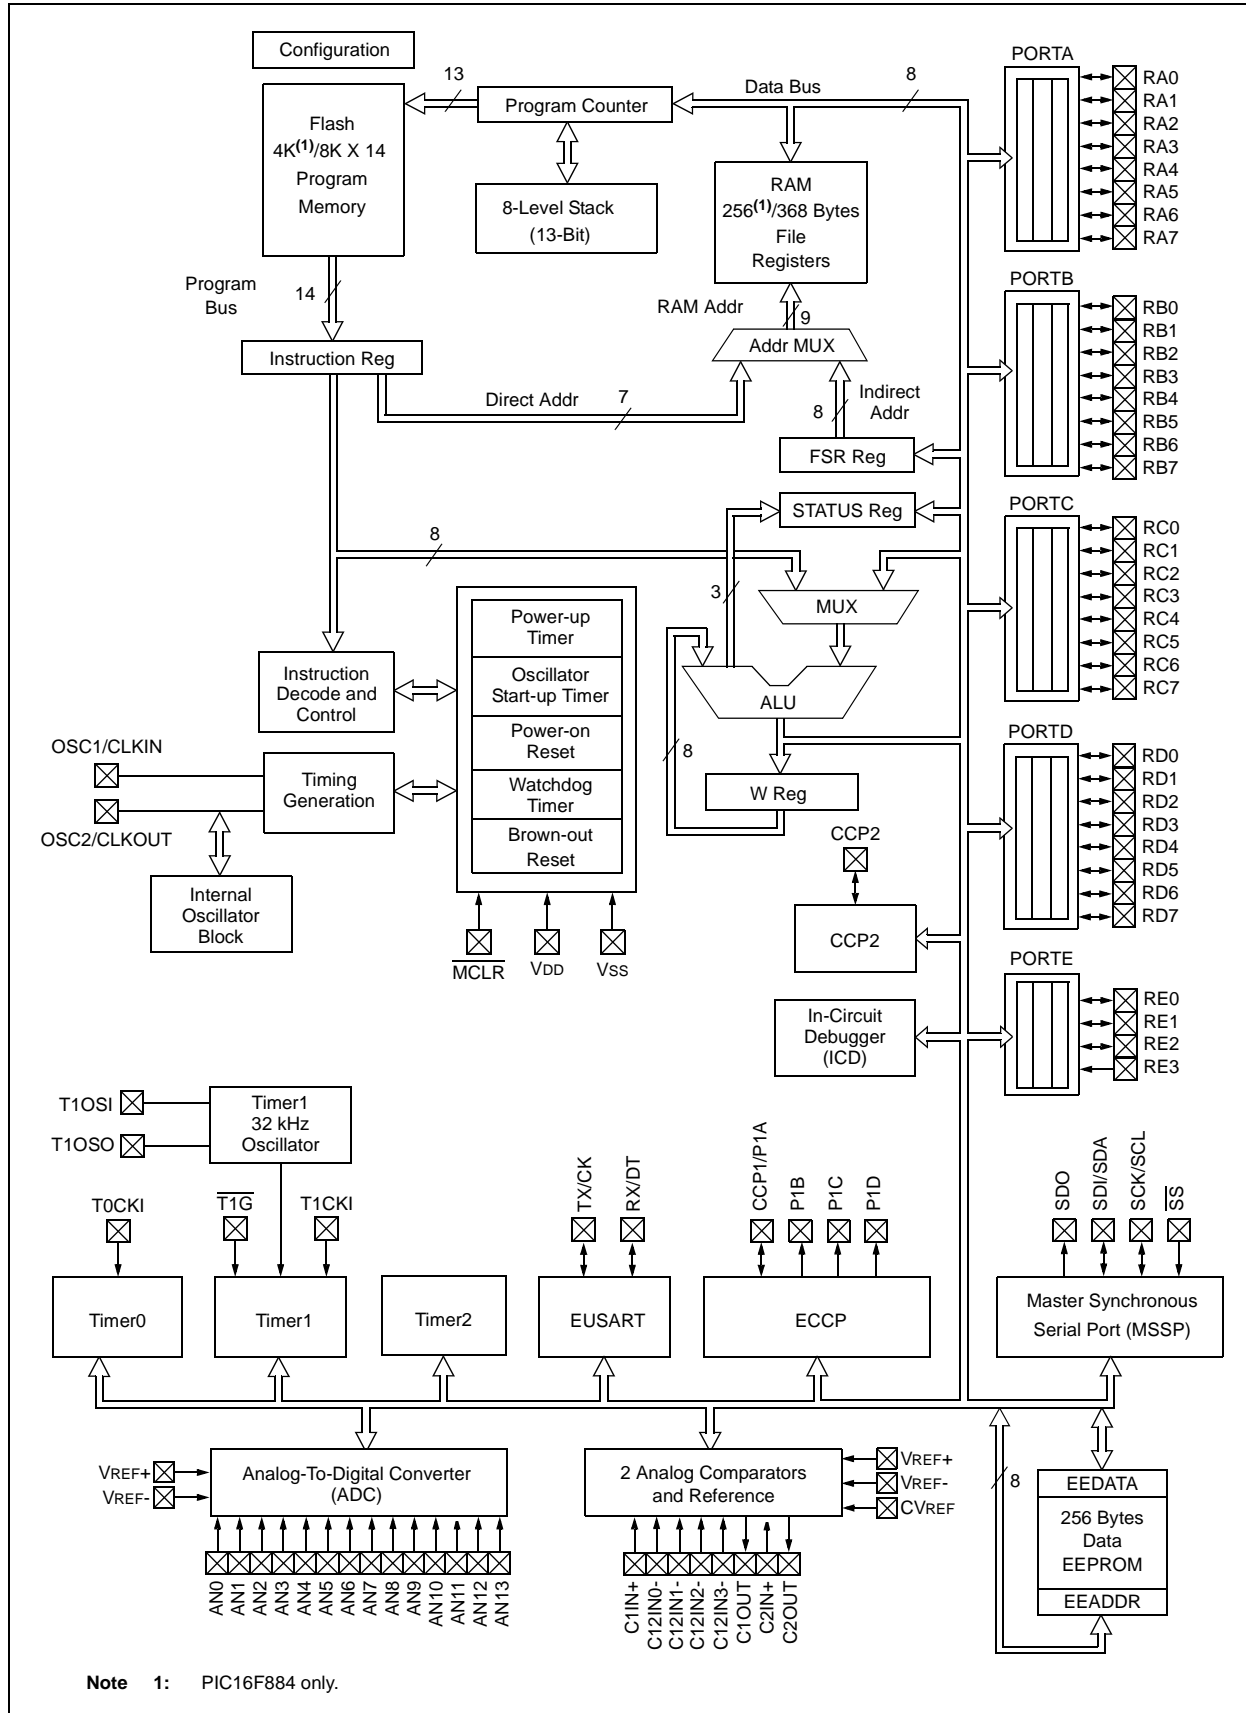 Configuration
Flash
4K(1)/8K X 14
Program
Memory
13
Program Counter
Data Bus
8
8-Level Stack
(13-Bit)
RAM
256(1)/368 Bytes
File
Registers
Program
Bus
14
RAM Addr
9
Addr MUX
Instruction Reg
Direct Addr
7
8
Indirect
Addr
FSR Reg
STATUS Reg
8
3
MUX
ALU
8
W Reg
Power-up
Timer
Oscillator
Start-up Timer
Power-on
Reset
Watchdog
Timer
Brown-out
Reset
Instruction
Decode and
Control
OSC1/CLKIN
OSC2/CLKOUT
Timing
Generation
Internal
Oscillator
Block
MCLR
VDD
VSS
CCP2
CCP2
In-Circuit
Debugger
(ICD)
PORTA
RA0
RA1
RA2
RA3
RA4
RA5
RA6
RA7
PORTB
RB0
RB1
RB2
RB3
RB4
RB5
RB6
RB7
PORTC
RC0
RC1
RC2
RC3
RC4
RC5
RC6
RC7
PORTD
RD0
RD1
RD2
RD3
RD4
RD5
RD6
RD7
PORTE
RE0
RE1
RE2
RE3
T1OSI
T1OSO
Timer1
32 kHz
Oscillator
T0CKI
T1G
T1CKI
TX/CK
RX/DT
CCP1/P1A
P1B
P1C
P1D
SDO
SDI/SDA
SCK/SCL
SS
Timer0
Timer1
Timer2
EUSART
ECCP
Master Synchronous
Serial Port (MSSP)
VREF+
VREF-
Analog-To-Digital Converter
(ADC)
AN0
AN1
AN2
AN3
AN4
AN5
AN6
AN7
AN8
AN9
AN10
AN11
AN12
AN13
2 Analog Comparators
and Reference
VREF+
VREF-
CVREF
C1IN+
C12IN0-
C12IN1-
C12IN2-
C12IN3-
C1OUT
C2IN+
C2OUT
8
EEDATA
256 Bytes
Data
EEPROM
EEADDR
Note 1: PIC16F884 only.